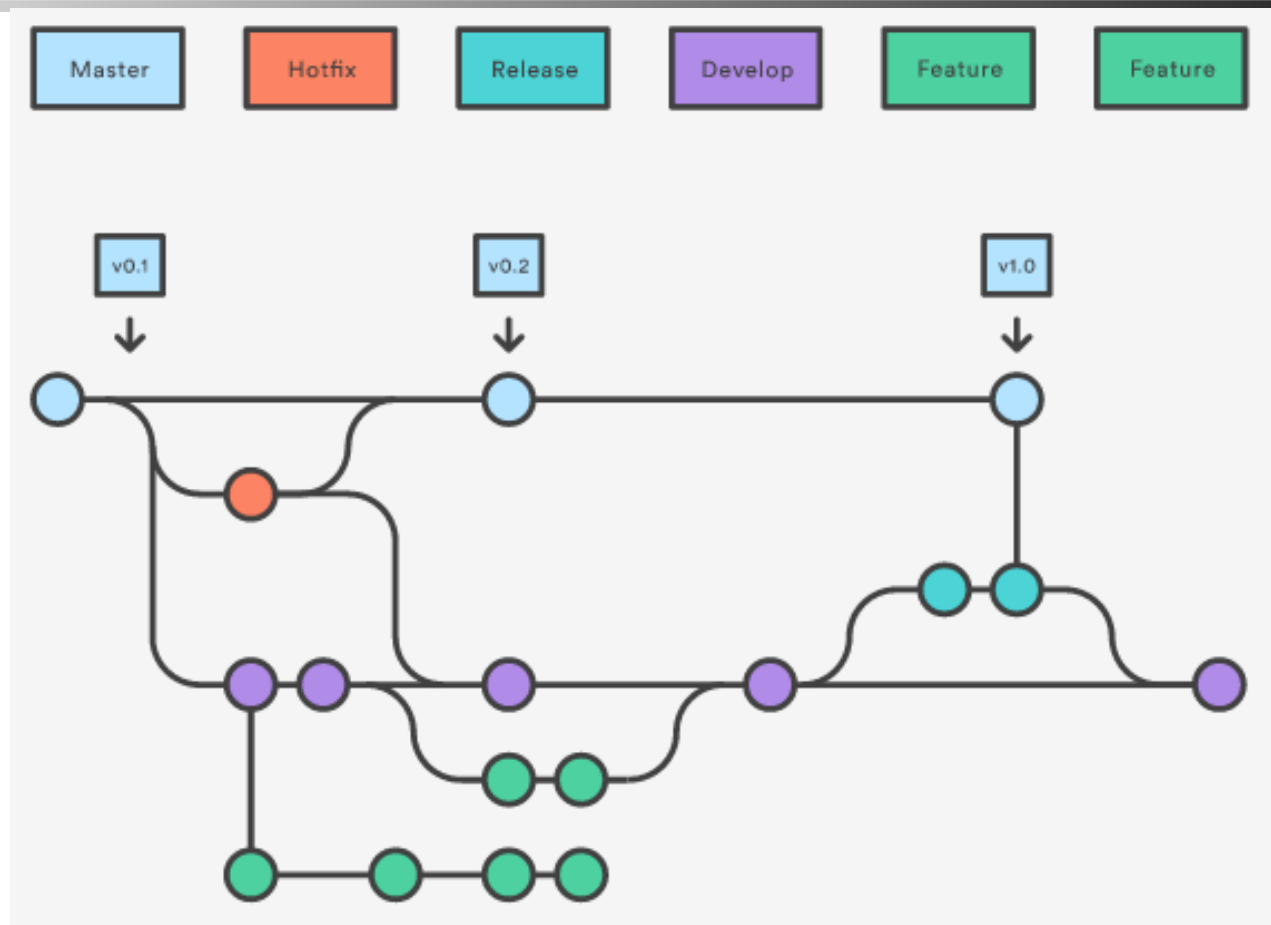 Master
Hotfix
Release
Develop
Feature
Feature
v0.1
v0.2
v1.0